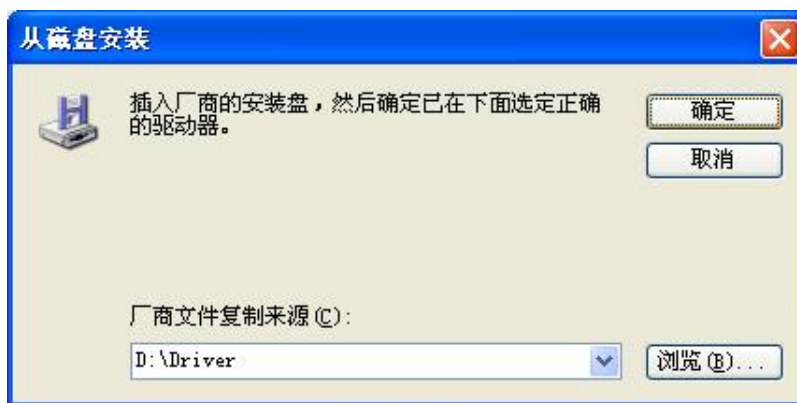 从磁盘安装
插入厂商的安装盘，然后确定已在下面选定正确
的驱动器。
确定
取消
厂商文件复制来源(C):
D:\Driver
浏览(B)...